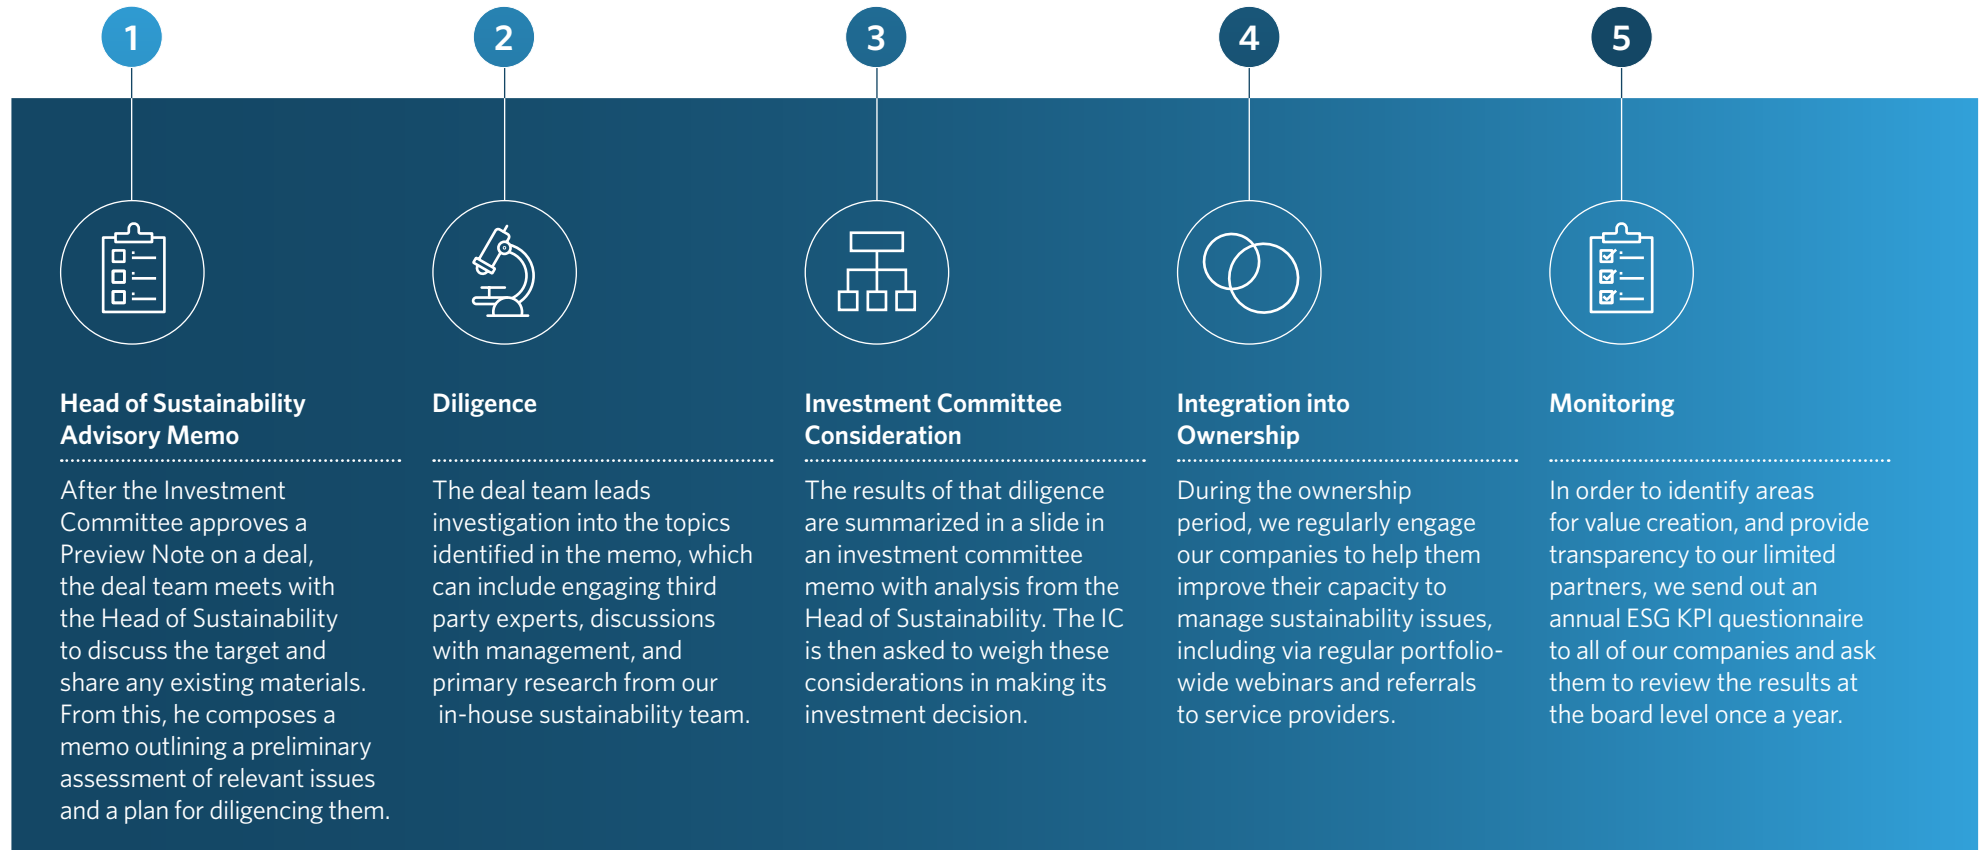 1
2
3
4
5
Head of Sustainability
Advisory Memo
After the Investment
Committee approves a
Preview Note on a deal,
the deal team meets with
the Head of Sustainability
to discuss the target and
share any existing materials.
From this, he composes a
memo outlining a preliminary
assessment of relevant issues
and a plan for diligencing them.
Diligence
The deal team leads
investigation into the topics
identified in the memo, which
can include engaging third
party experts, discussions
with management, and
primary research from our
in-house sustainability team.
Investment Committee
Consideration
The results of that diligence
are summarized in a slide in
an investment committee
memo with analysis from the
Head of Sustainability. The IC
is then asked to weigh these
considerations in making its
investment decision.
Integration into
Ownership
During the ownership
period, we regularly engage
our companies to help them
improve their capacity to
manage sustainability issues,
including via regular portfolio-
wide webinars and referrals
to service providers.
Monitoring
In order to identify areas
for value creation, and provide
transparency to our limited
partners, we send out an
annual ESG KPI questionnaire
to all of our companies and ask
them to review the results at
the board level once a year.